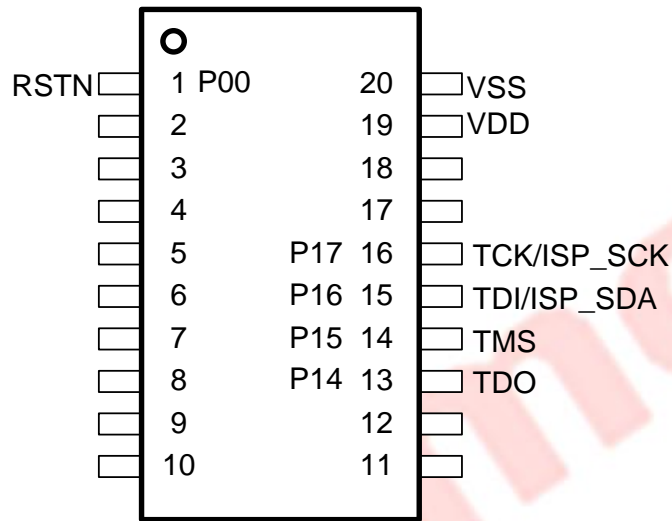 RSTN 1 P00 20 VSS
2 19 VDD
3 18
4 17
5 P17 16 TCK/ISP_SCK
6 P16 15 TDI/ISP_SDA
7 P15 14 TMS
8 P14 13 TDO
9 12
10 11